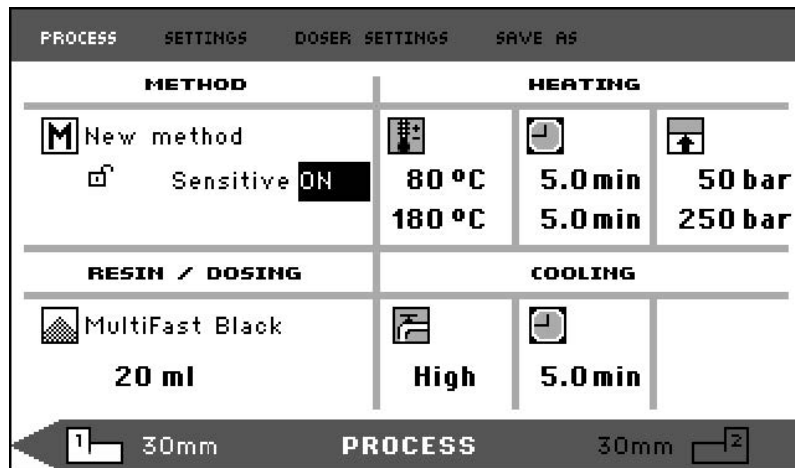 PROCESS SETTINGS DOSER SETTINGS SAVE AS
METHOD HEATING
M New method
Sensitive ON 80 ºC 5.0 min 50 bar
180 ºC 5.0 min 250 bar
RESIN / DOSING COOLING
MultiFast Black
20 ml High 5.0 min
1 30mm PROCESS 30mm 2